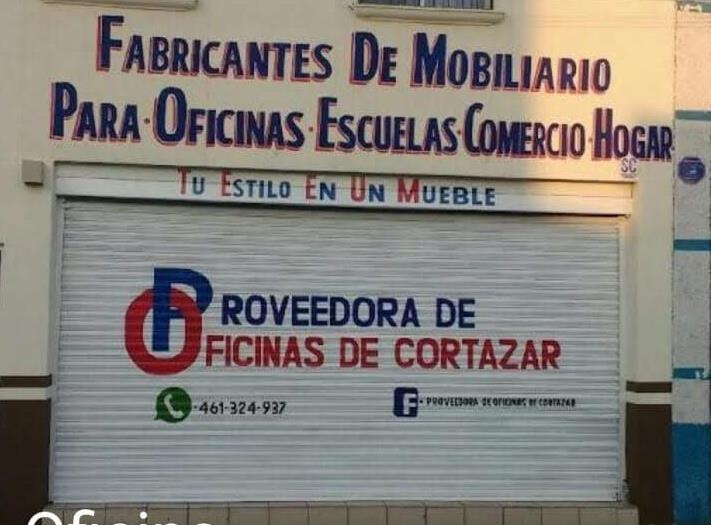 FABRICANTES DE MOBILIARIO
PARA·OFICINAS·ESCUELAS·COMERCIO·HOGAR
SC
TU ESTILO EN UN MUEBLE
PROVEEDORA DE
OFICINAS DE CORTAZAR
-461-324-937
f - PROVEEDORA DE OFICINAS DE CORTAZAR
Oficina